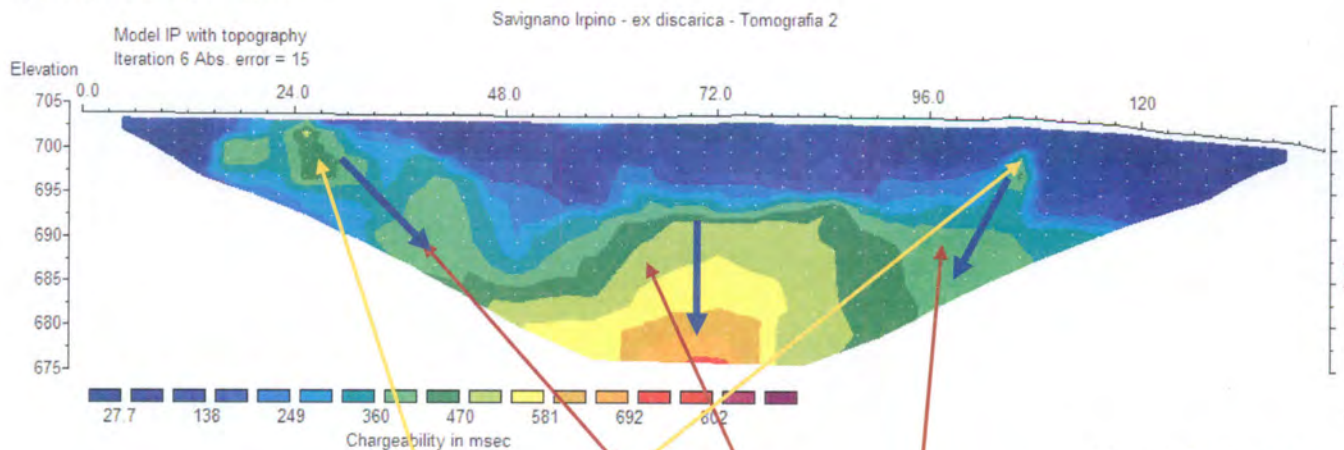 Savignano Irpino - ex discarica - Tomografia 2
Model IP with topography
Iteration 6 Abs. error = 15
Elevation
0.0 24.0 48.0 72.0 96.0 120
705
700
695
690
685
680
675
27.7 138 249 360 470 581 692 802
Chargeability in msec